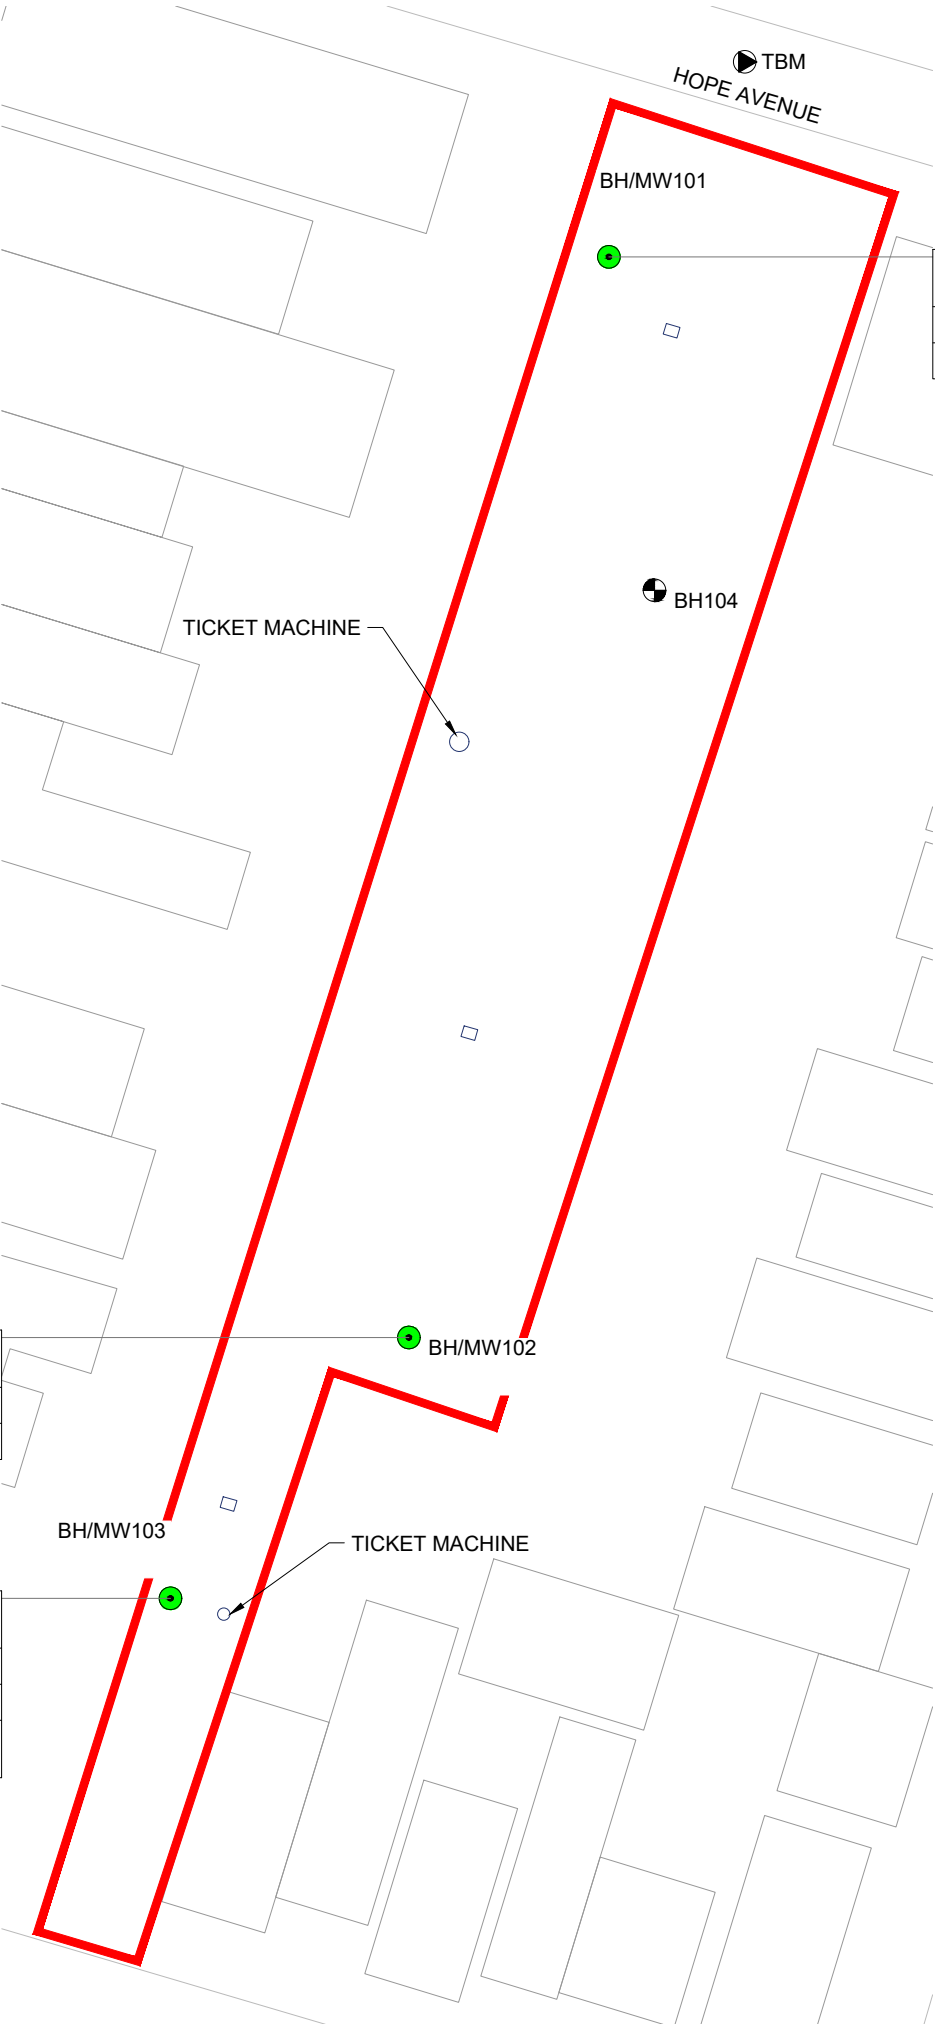 TBM
HOPE AVENUE
BH/MW101
BH104
TICKET MACHINE
BH/MW102
BH/MW103
TICKET MACHINE